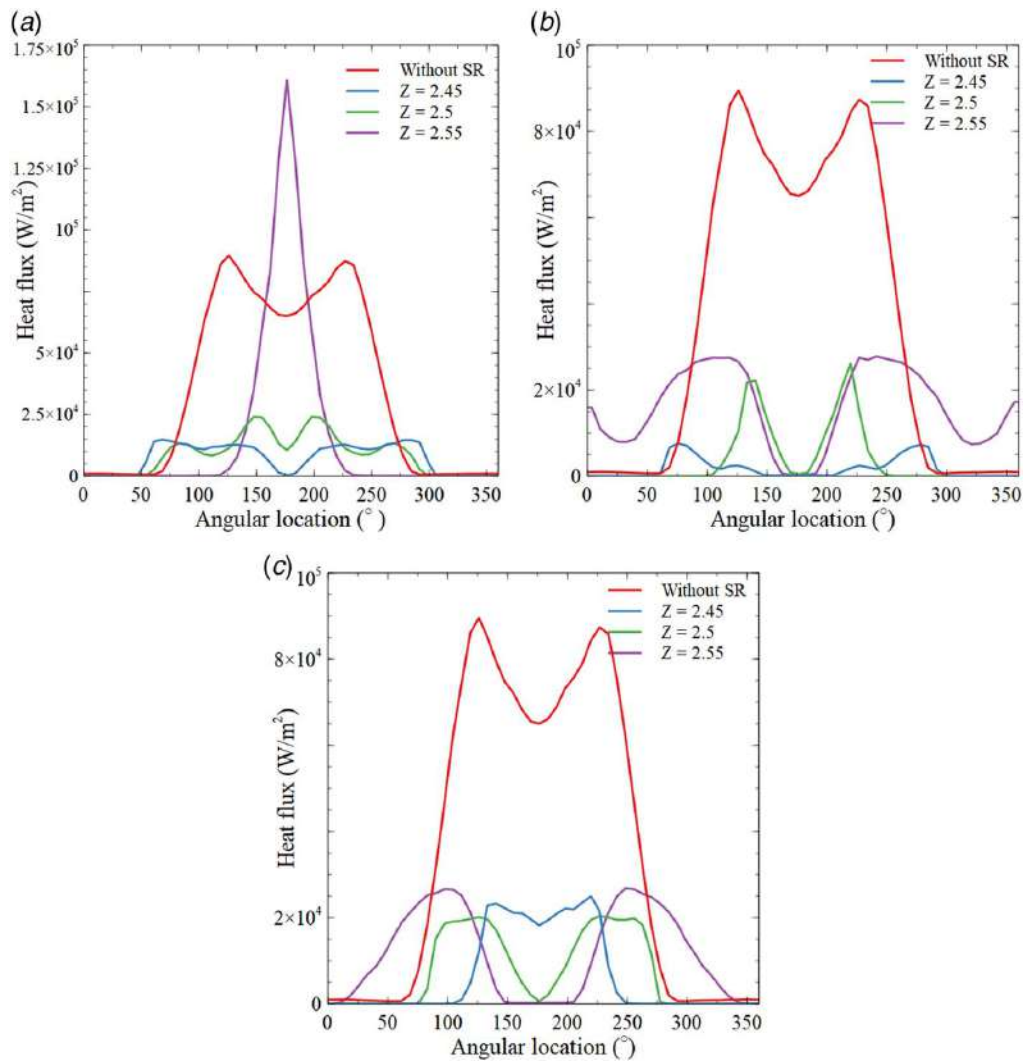 (a)
1.75×10⁵
1.5×10⁵
1.25×10⁵
10⁵
5×10⁴
2.5×10⁴
0
Heat flux (W/m²)
Without SR
Z = 2.45
Z = 2.5
Z = 2.55
0 50 100 150 200 250 300 350
Angular location (°)
(b)
10⁵
8×10⁴
2×10⁴
0
Heat flux (W/m²)
Without SR
Z = 2.45
Z = 2.5
Z = 2.55
0 50 100 150 200 250 300 350
Angular location (°)
(c)
10⁵
8×10⁴
2×10⁴
0
Heat flux (W/m²)
Without SR
Z = 2.45
Z = 2.5
Z = 2.55
0 50 100 150 200 250 300 350
Angular location (°)